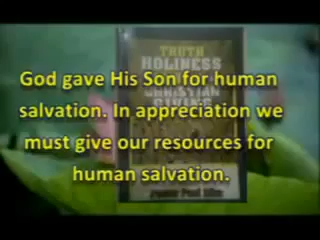 TRUTH
HOLINESS
God gave His Son for human
CHRISTIAN
salvation. In appreciation we
GIVING
must give our resources for
human salvation.